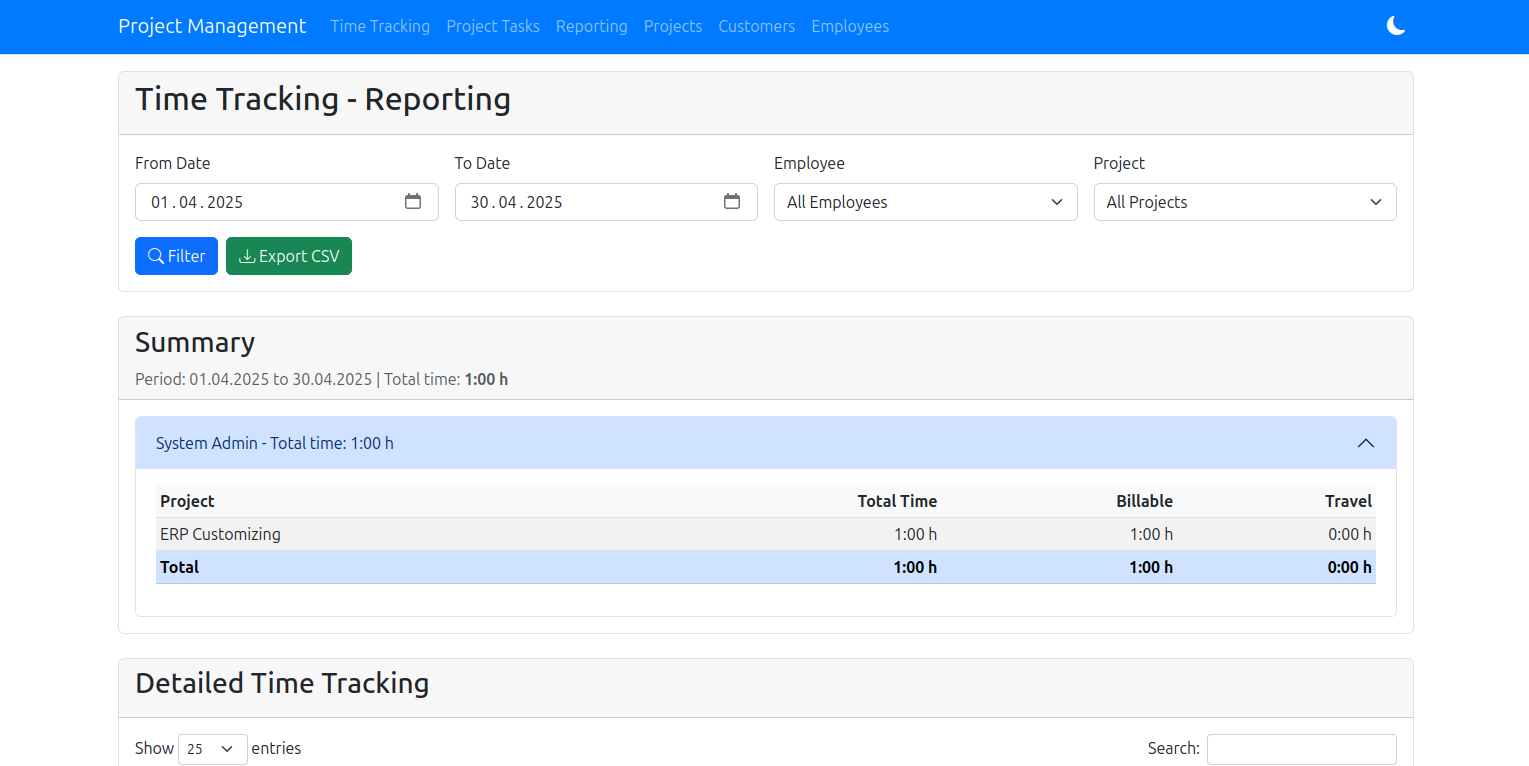 Project Management Time Tracking Project Tasks Reporting Projects Customers Employees
Time Tracking - Reporting
From Date To Date Employee Project
01.04.2025 30.04.2025 All Employees All Projects
Filter Export CSV
Summary
Period: 01.04.2025 to 30.04.2025 | Total time: 1:00 h
System Admin - Total time: 1:00 h
Project Total Time Billable Travel
ERP Customizing 1:00 h 1:00 h 0:00 h
Total 1:00 h 1:00 h 0:00 h
Detailed Time Tracking
Show 25 entries Search: